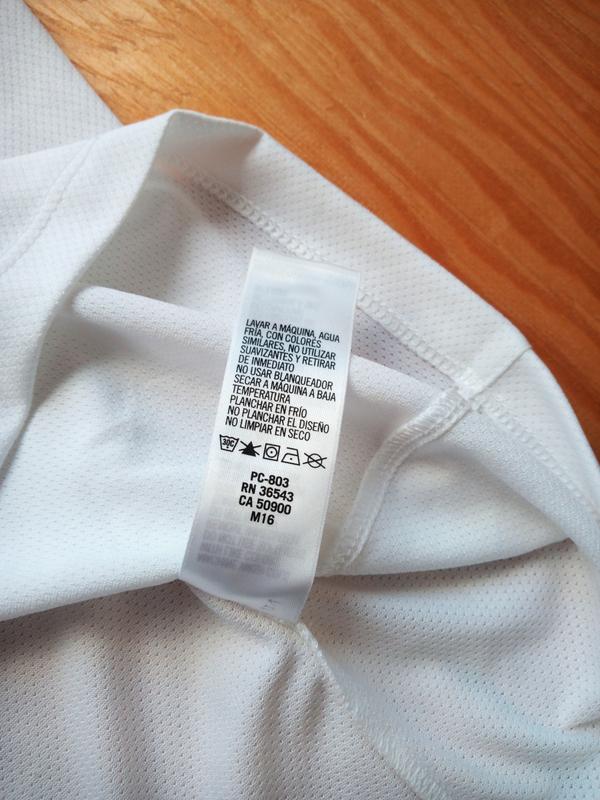 LAVAR A MÁQUINA, AGUA
FRÍA, CON COLORES
SIMILARES, NO UTILIZAR
SUAVIZANTES Y RETIRAR
DE INMEDIATO
NO USAR BLANQUEADOR
SECAR A MÁQUINA A BAJA
TEMPERATURA
PLANCHAR EN FRÍO
NO PLANCHAR EL DISEÑO
NO LIMPIAR EN SECO
30C
PC-803
RN 36543
CA 50900
M16